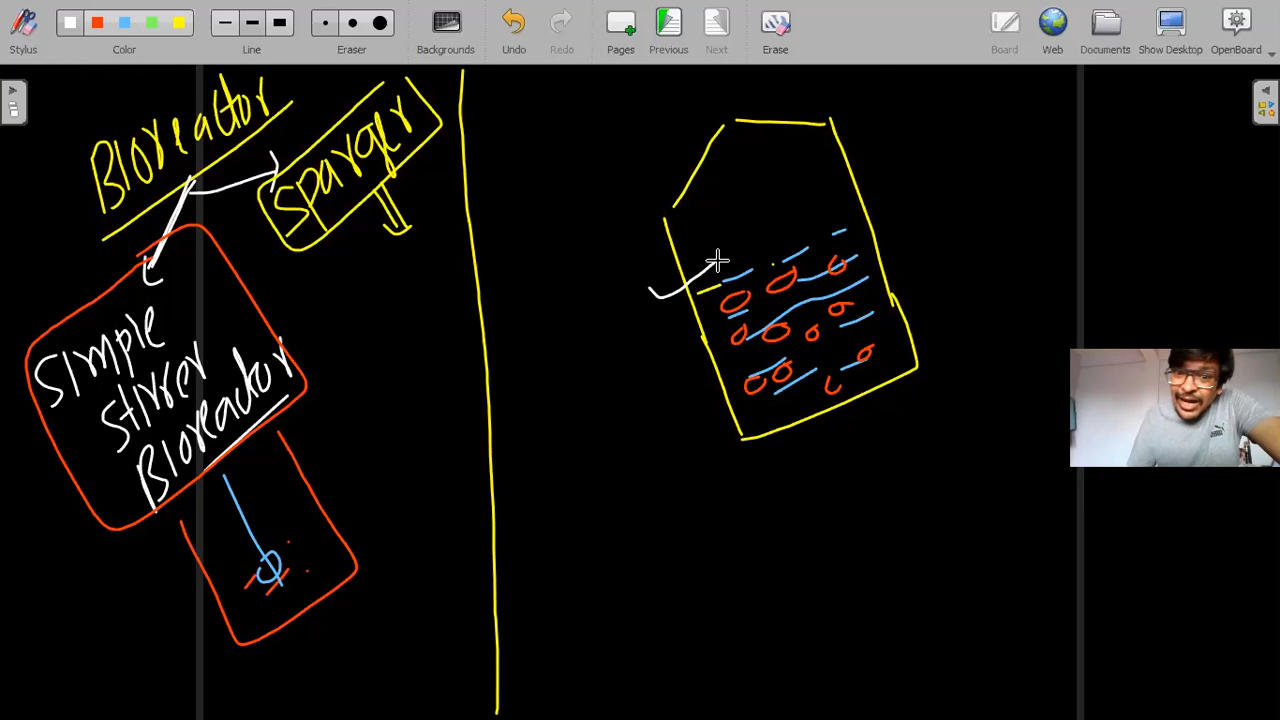 Stylus
Color
Line
Eraser
Backgrounds
Undo
Redo
Pages
Previous
Next
Erase
Board
Web
Documents
Show Desktop
OpenBoard
Bioreactor
Sparger
Simple
Stirrer
Bioreactor